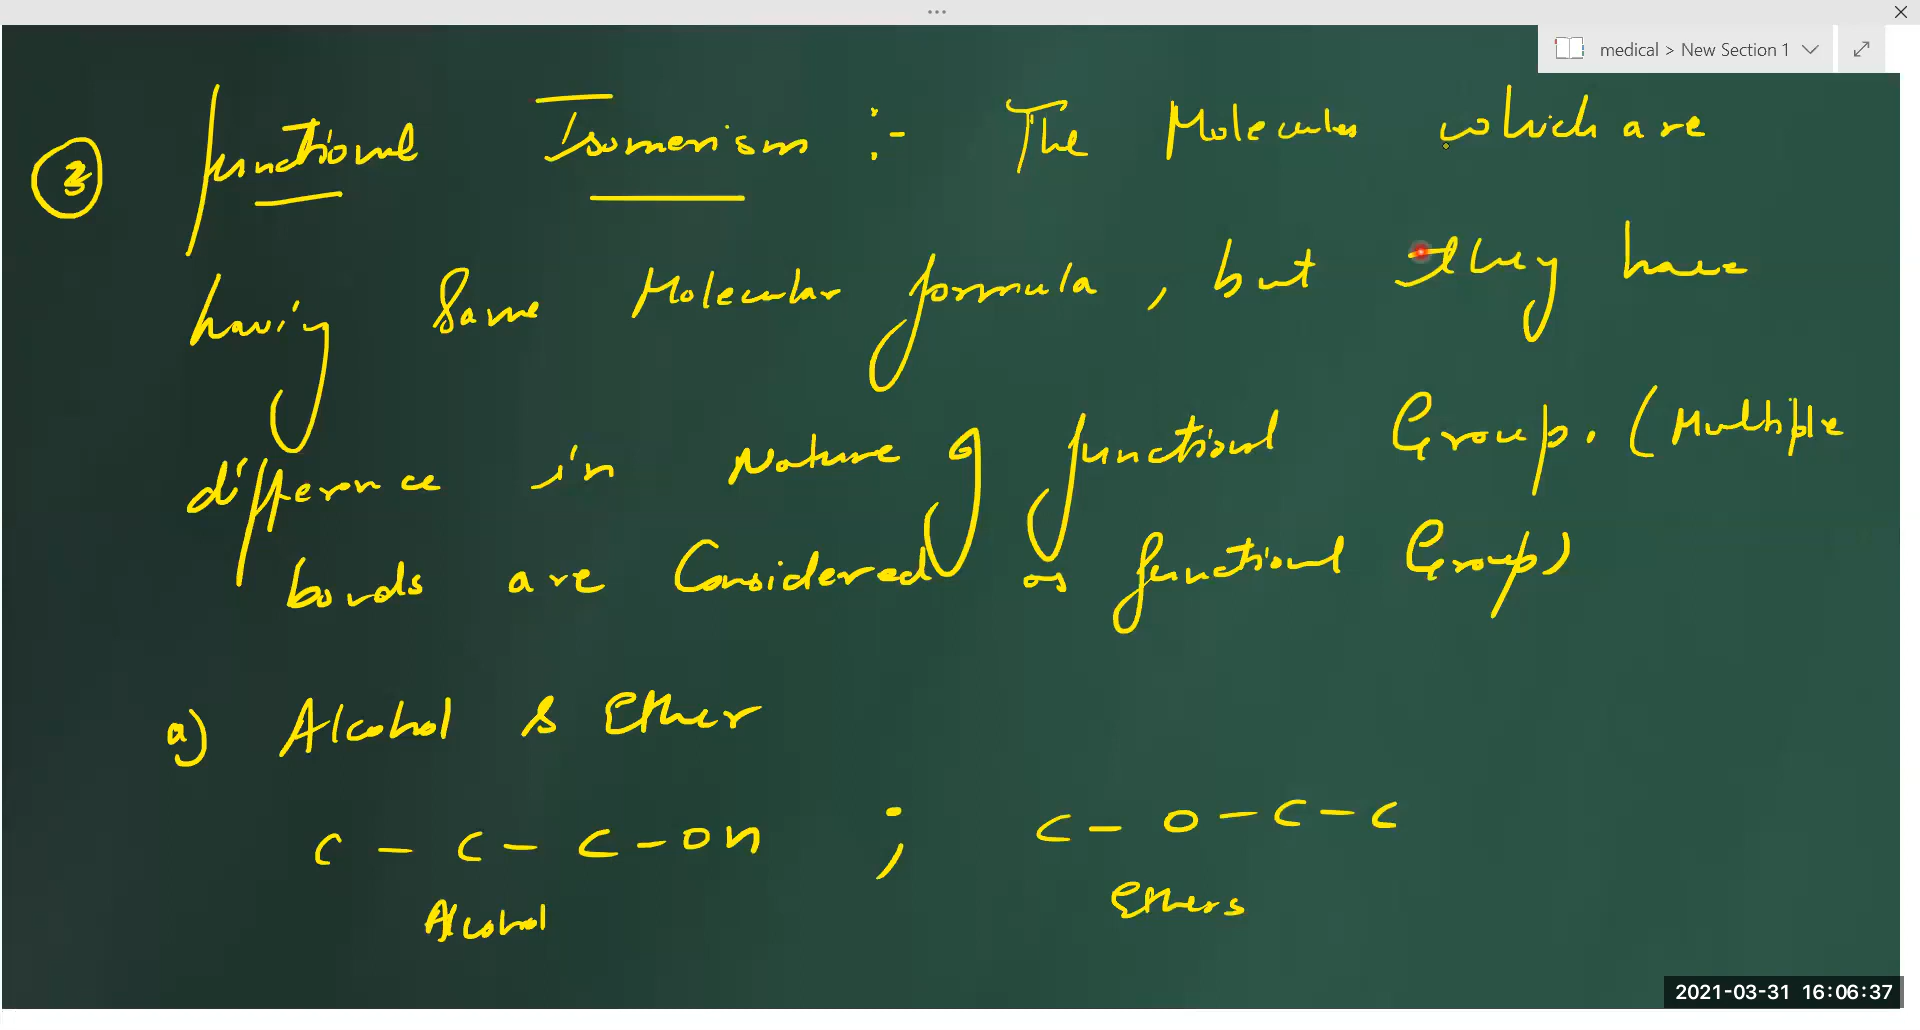 medical > New Section 1
③ functional Isomerism :- The Molecules which are
having Same Molecular formula, but they have
difference in Nature of functional Group. (Multiple
bonds are Considered as functional Group)
a) Alcohol & Ether
C - C - C - OH ; C - O - C - C
Alcohol Ethers
2021-03-31 16:06:37